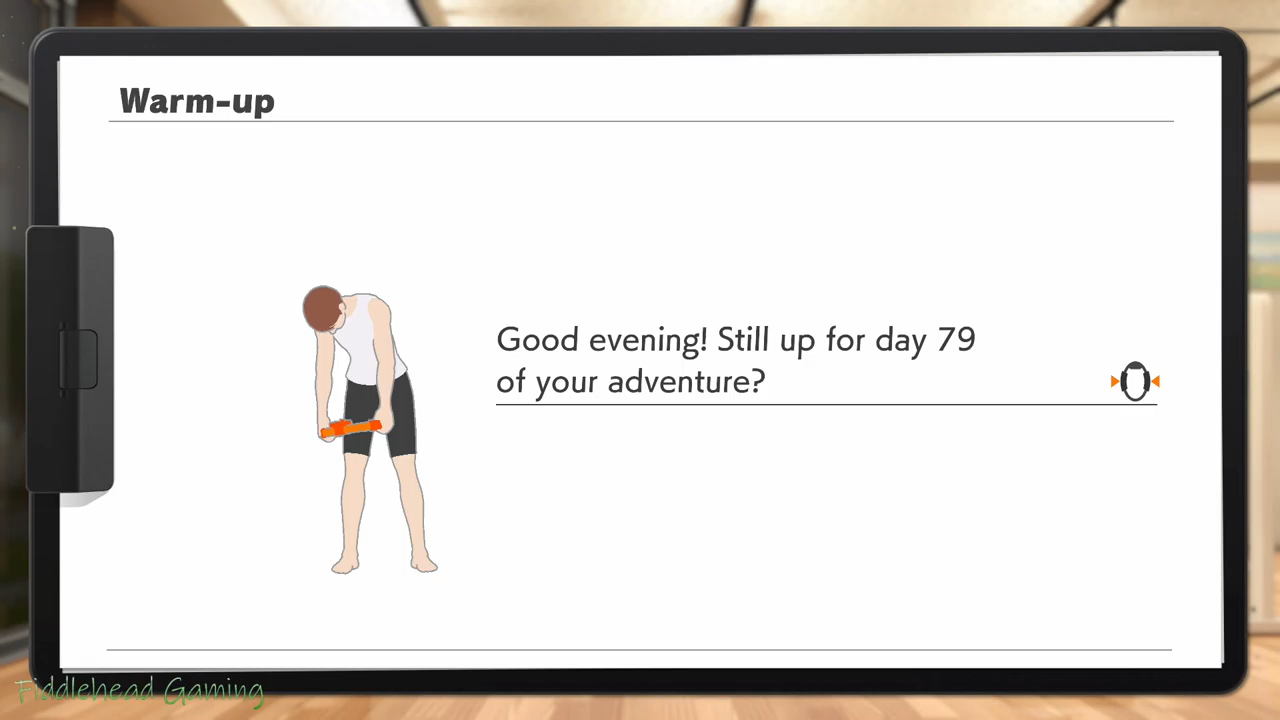 Warm-up
Good evening! Still up for day 79
of your adventure?
Fiddlehead Gaming